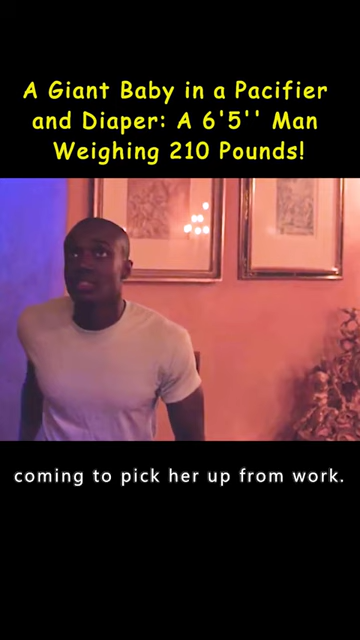 A Giant Baby in a Pacifier
and Diaper: A 6'5'' Man
Weighing 210 Pounds!
coming to pick her up from work.